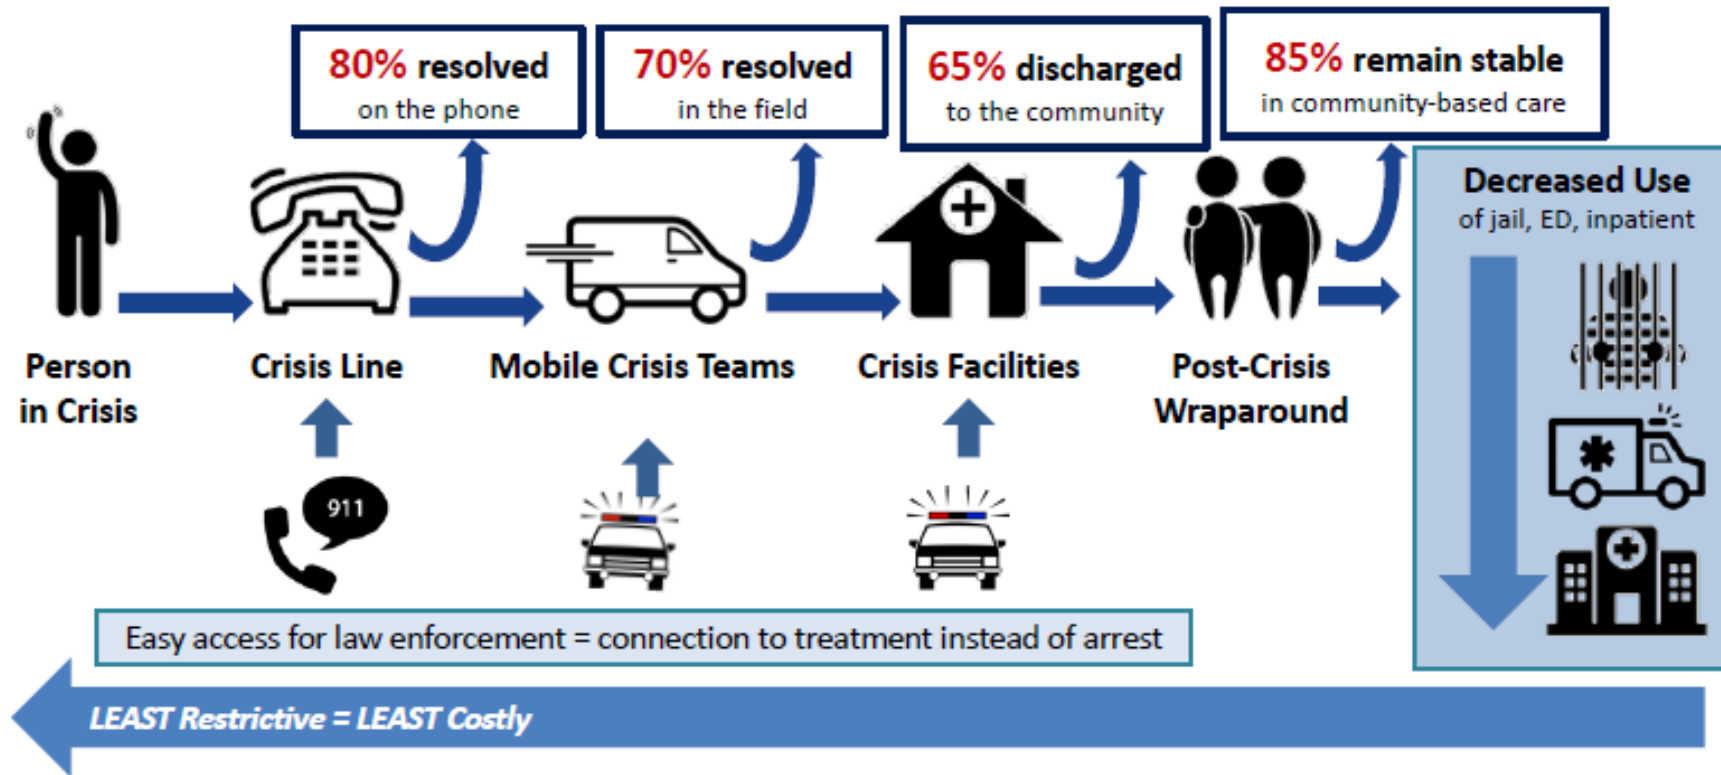 80% resolved
on the phone
70% resolved
in the field
65% discharged
to the community
85% remain stable
in community-based care
Decreased Use
of jail, ED, inpatient
Person
in Crisis
Crisis Line
Mobile Crisis Teams
Crisis Facilities
Post-Crisis
Wraparound
911
Easy access for law enforcement = connection to treatment instead of arrest
LEAST Restrictive = LEAST Costly